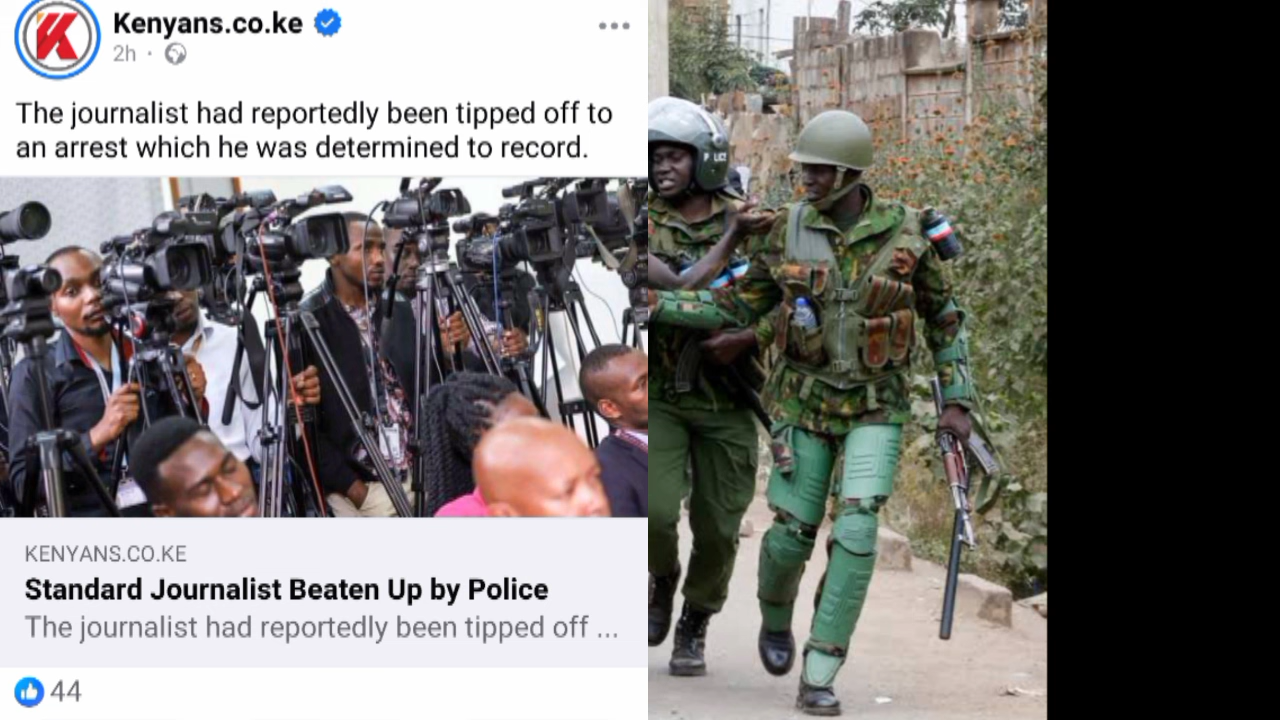 Kenyans.co.ke
2h
The journalist had reportedly been tipped off to
an arrest which he was determined to record.
KENYANS.CO.KE
Standard Journalist Beaten Up by Police
The journalist had reportedly been tipped off ...
44